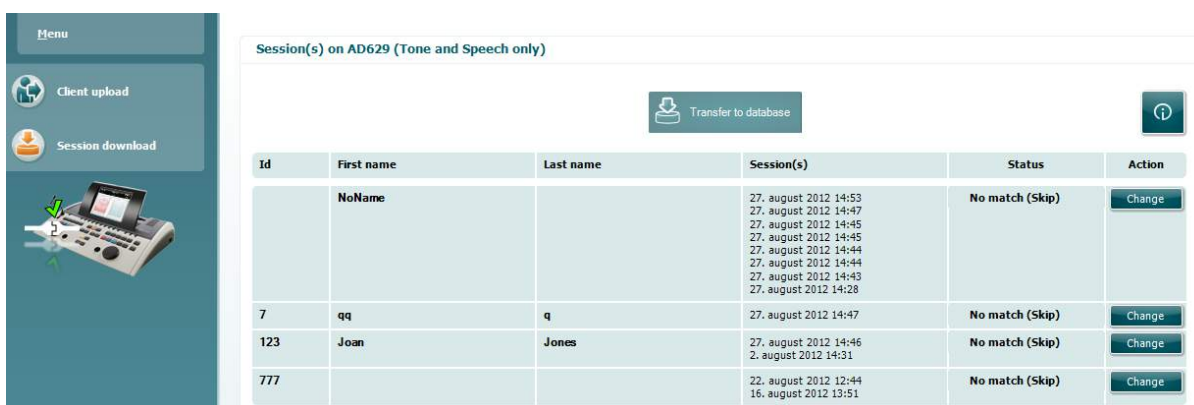 Menu
Client upload
Session download
Session(s) on AD629 (Tone and Speech only)
Transfer to database
Id First name Last name Session(s) Status Action
NoName 27. august 2012 14:53 No match (Skip) Change
27. august 2012 14:47
27. august 2012 14:45
27. august 2012 14:45
27. august 2012 14:44
27. august 2012 14:44
27. august 2012 14:43
27. august 2012 14:28
7 qq q 27. august 2012 14:47 No match (Skip) Change
123 Joan Jones 27. august 2012 14:46 No match (Skip) Change
2. august 2012 14:31
777 22. august 2012 12:44 No match (Skip) Change
16. august 2012 13:51